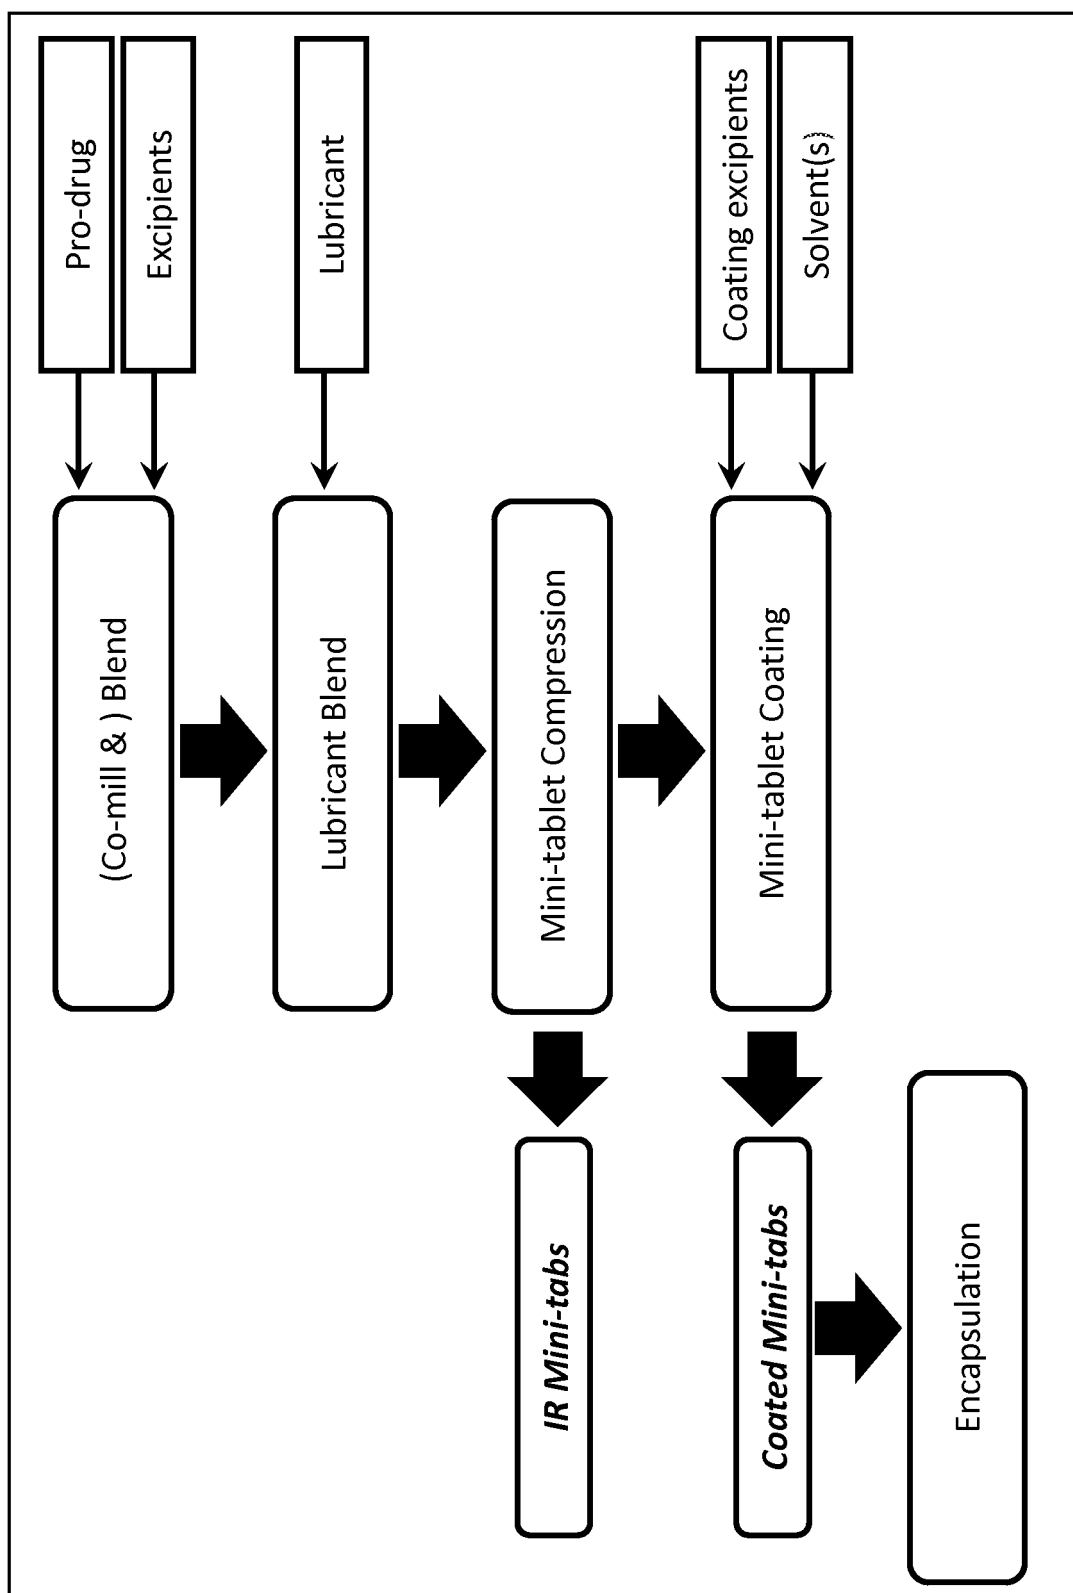 Pro-drug
Excipients
(Co-mill & ) Blend
Lubricant
Lubricant Blend
Mini-tablet Compression
IR Mini-tabs
Coating excipients
Solvent(s)
Mini-tablet Coating
Coated Mini-tabs
Encapsulation